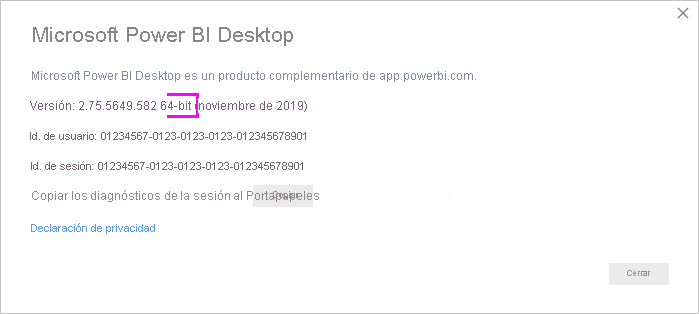 Microsoft Power BI Desktop
Microsoft Power BI Desktop es un producto complementario de app.powerbi.com.
Versión: 2.75.5649.582 64-bit (noviembre de 2019)
Id. de usuario: 01234567-0123-0123-0123-012345678901
Id. de sesión: 01234567-0123-0123-0123-012345678901
Copiar los diagnósticos de la sesión al Portapapeles Copiar
Declaración de privacidad
Cerrar